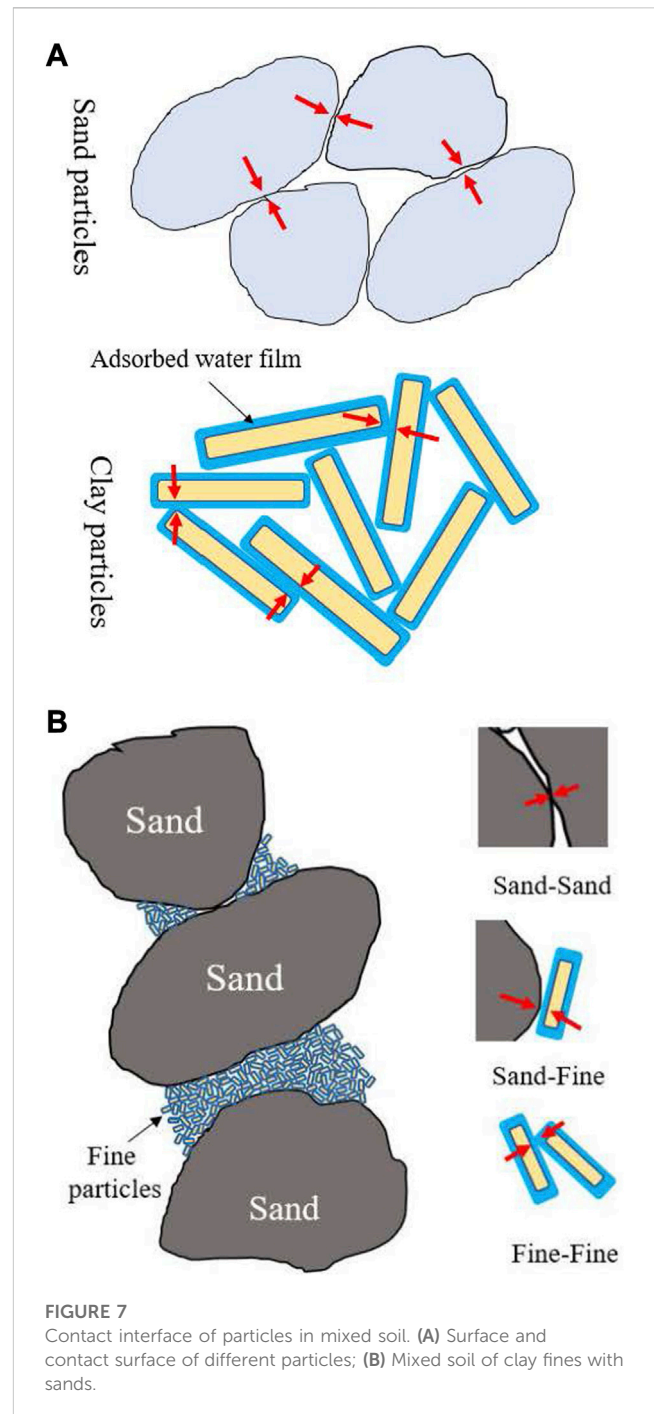 A
Sand particles
Adsorbed water film
Clay particles
B
Sand
Sand
Sand
Fine
particles
Sand-Sand
Sand-Fine
Fine-Fine
FIGURE 7
Contact interface of particles in mixed soil. (A) Surface and
contact surface of different particles; (B) Mixed soil of clay fines with
sands.